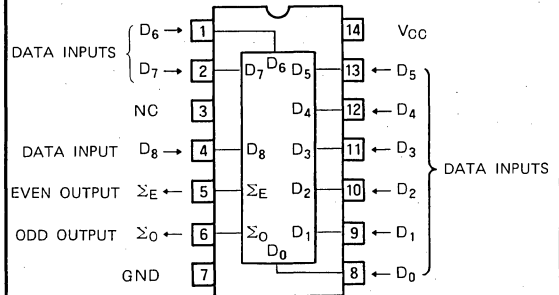 D₆ → 1 14 VCC
DATA INPUTS
D₇ → 2 D₇ D₆ D₅ 13 ← D₅
NC 3 D₄ 12 ← D₄
DATA INPUT D₈ → 4 D₈ D₃ 11 ← D₃
DATA INPUTS
EVEN OUTPUT ΣE ← 5 ΣE D₂ 10 ← D₂
ODD OUTPUT ΣO ← 6 ΣO D₁ 9 ← D₁
D₀
GND 7 8 ← D₀